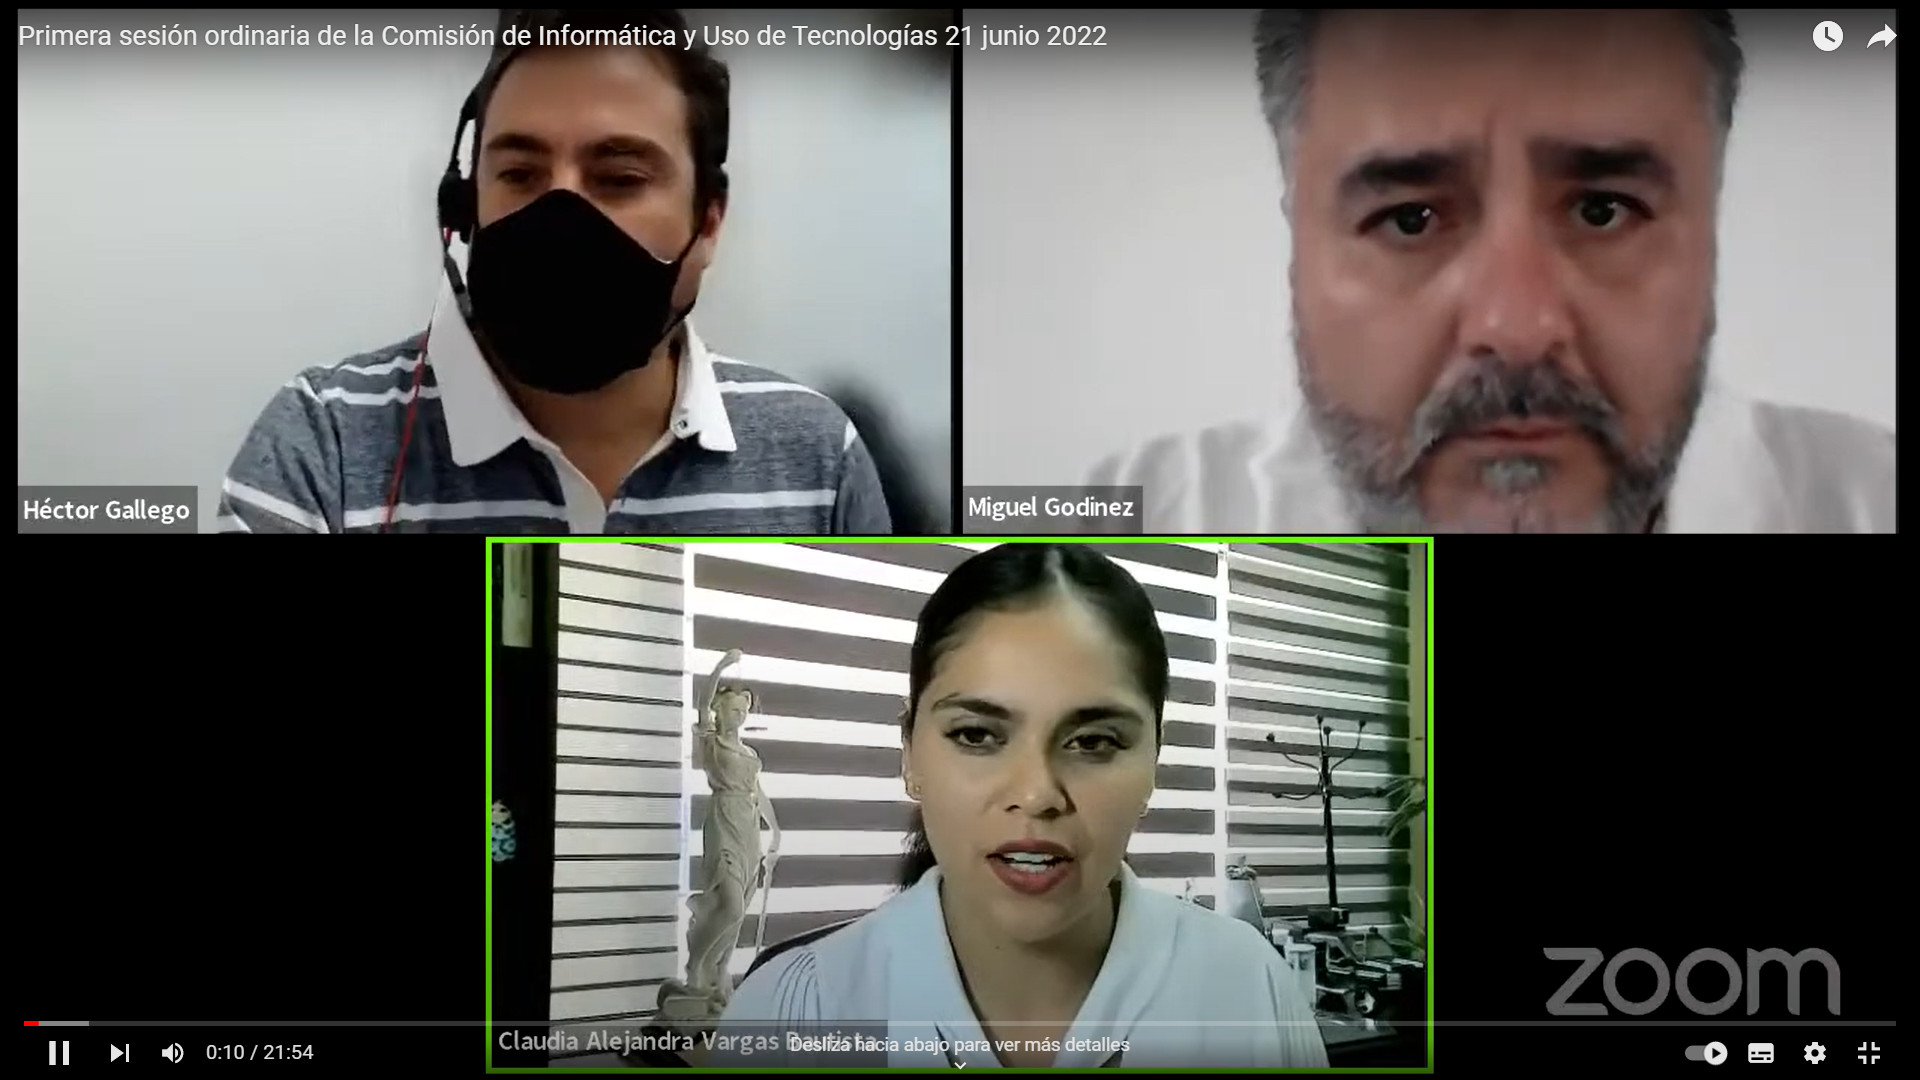 Primera sesión ordinaria de la Comisión de Informática y Uso de Tecnologías 21 junio 2022
Héctor Gallego
Miguel Godinez
zoom
Claudia Alejandra Vargas Bautista
Desliza hacia abajo para ver más detalles
0:10 / 21:54